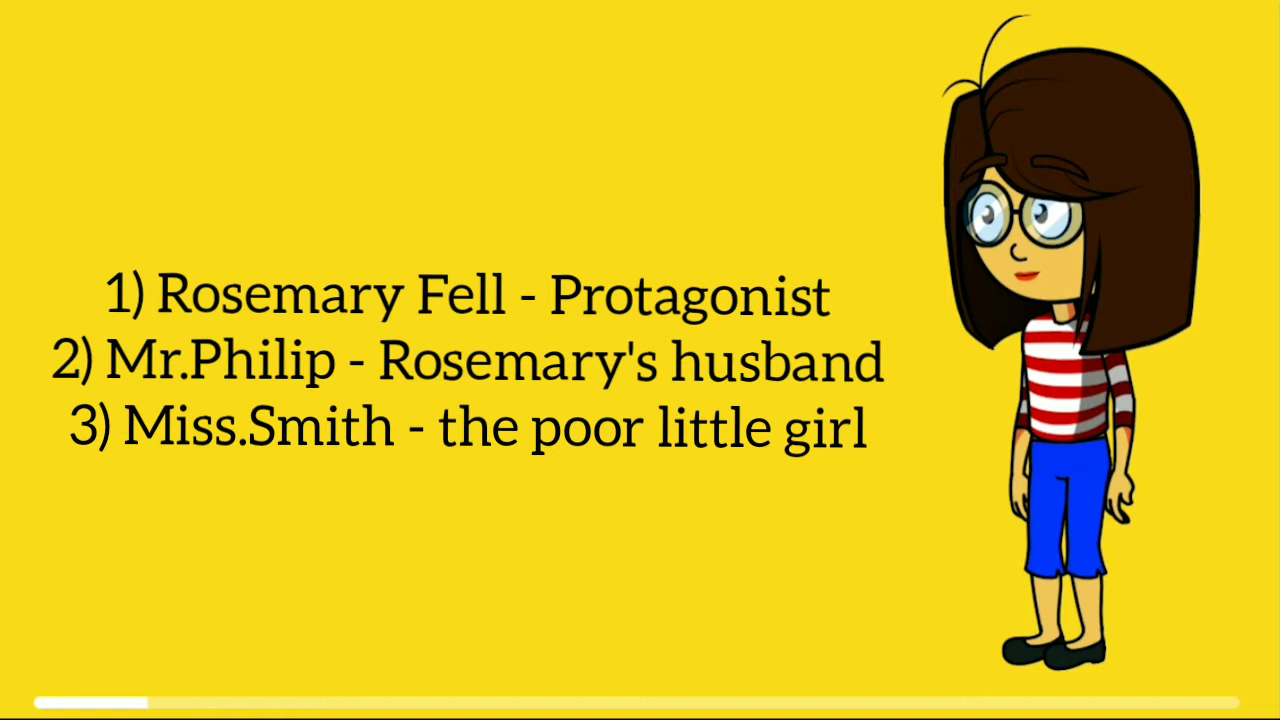 1) Rosemary Fell - Protagonist
2) Mr.Philip - Rosemary's husband
3) Miss.Smith - the poor little girl